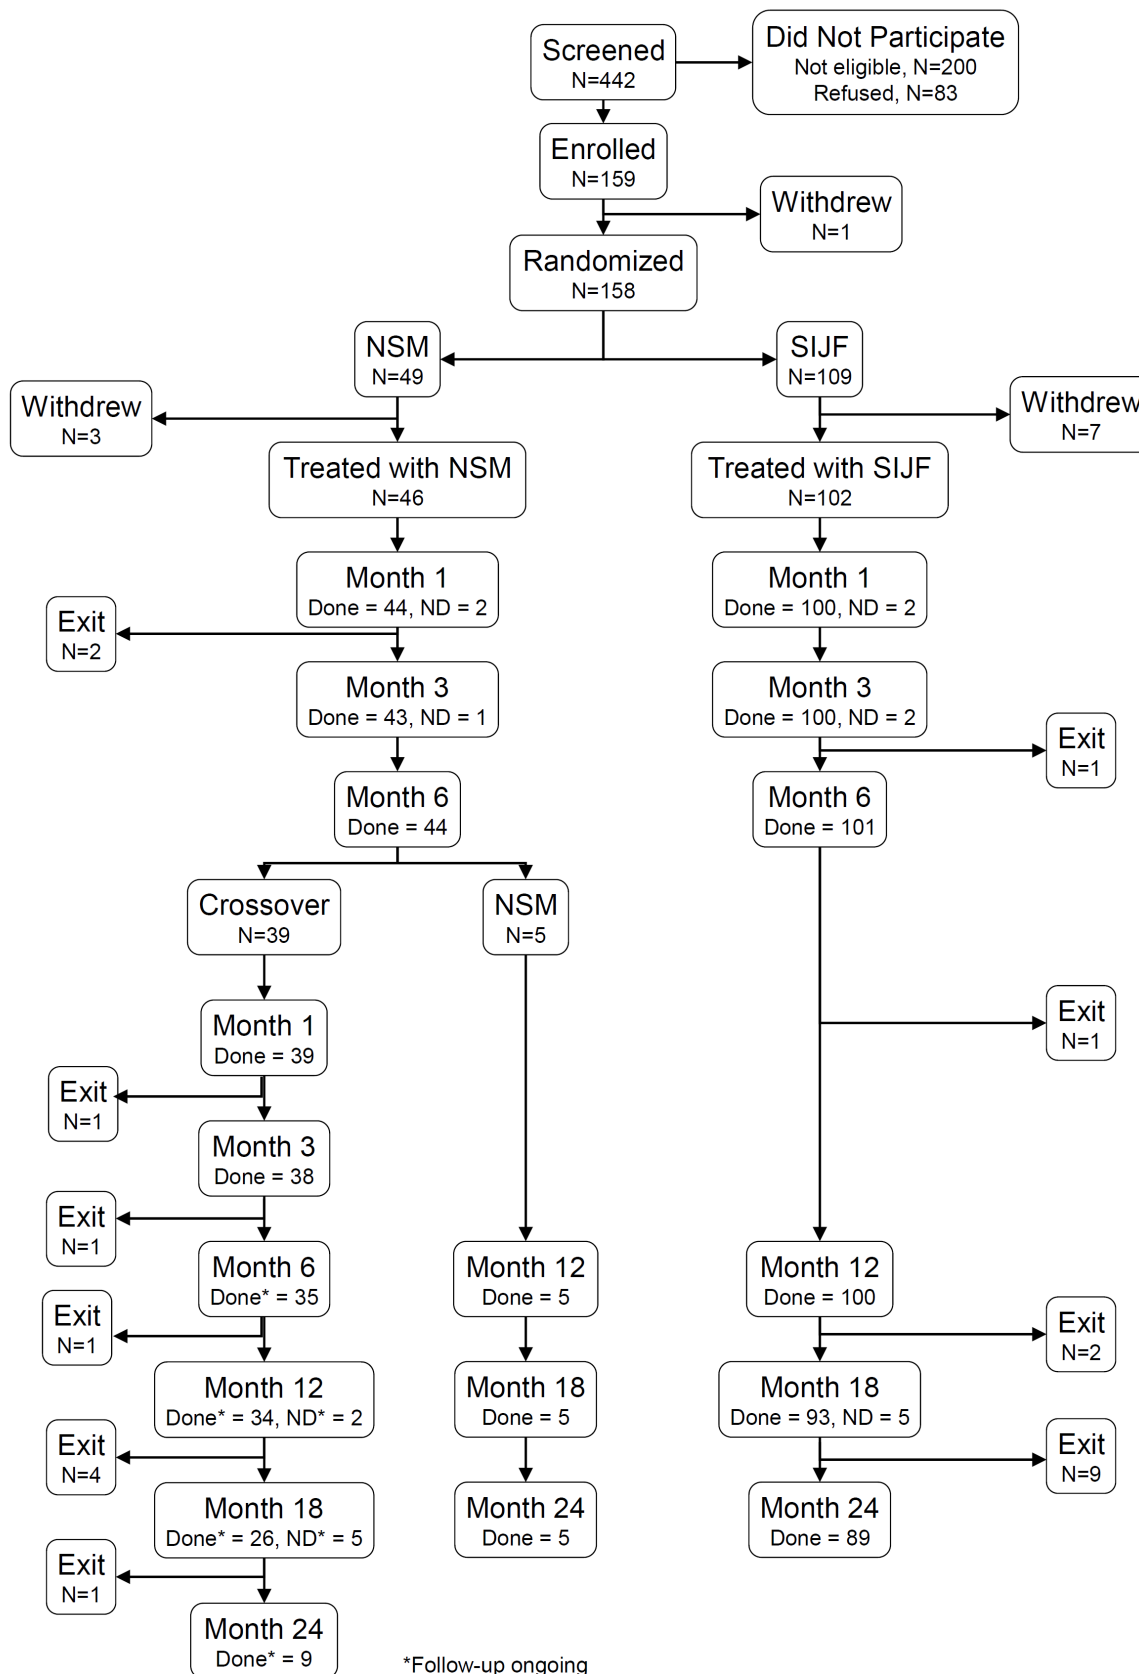 Screened
N=442
Did Not Participate
Not eligible, N=200
Refused, N=83
Enrolled
N=159
Withdrew
N=1
Randomized
N=158
NSM
N=49
SIJF
N=109
Withdrew
N=3
Withdrew
N=7
Treated with NSM
N=46
Treated with SIJF
N=102
Month 1
Done = 44, ND = 2
Month 1
Done = 100, ND = 2
Exit
N=2
Month 3
Done = 43, ND = 1
Month 3
Done = 100, ND = 2
Exit
N=1
Month 6
Done = 44
Month 6
Done = 101
Crossover
N=39
NSM
N=5
Month 1
Done = 39
Exit
N=1
Exit
N=1
Month 3
Done = 38
Exit
N=1
Month 6
Done* = 35
Month 12
Done = 5
Month 12
Done = 100
Exit
N=1
Exit
N=2
Month 12
Done* = 34, ND* = 2
Month 18
Done = 5
Month 18
Done = 93, ND = 5
Exit
N=4
Exit
N=9
Month 18
Done* = 26, ND* = 5
Month 24
Done = 5
Month 24
Done = 89
Exit
N=1
Month 24
Done* = 9
*Follow-up ongoing